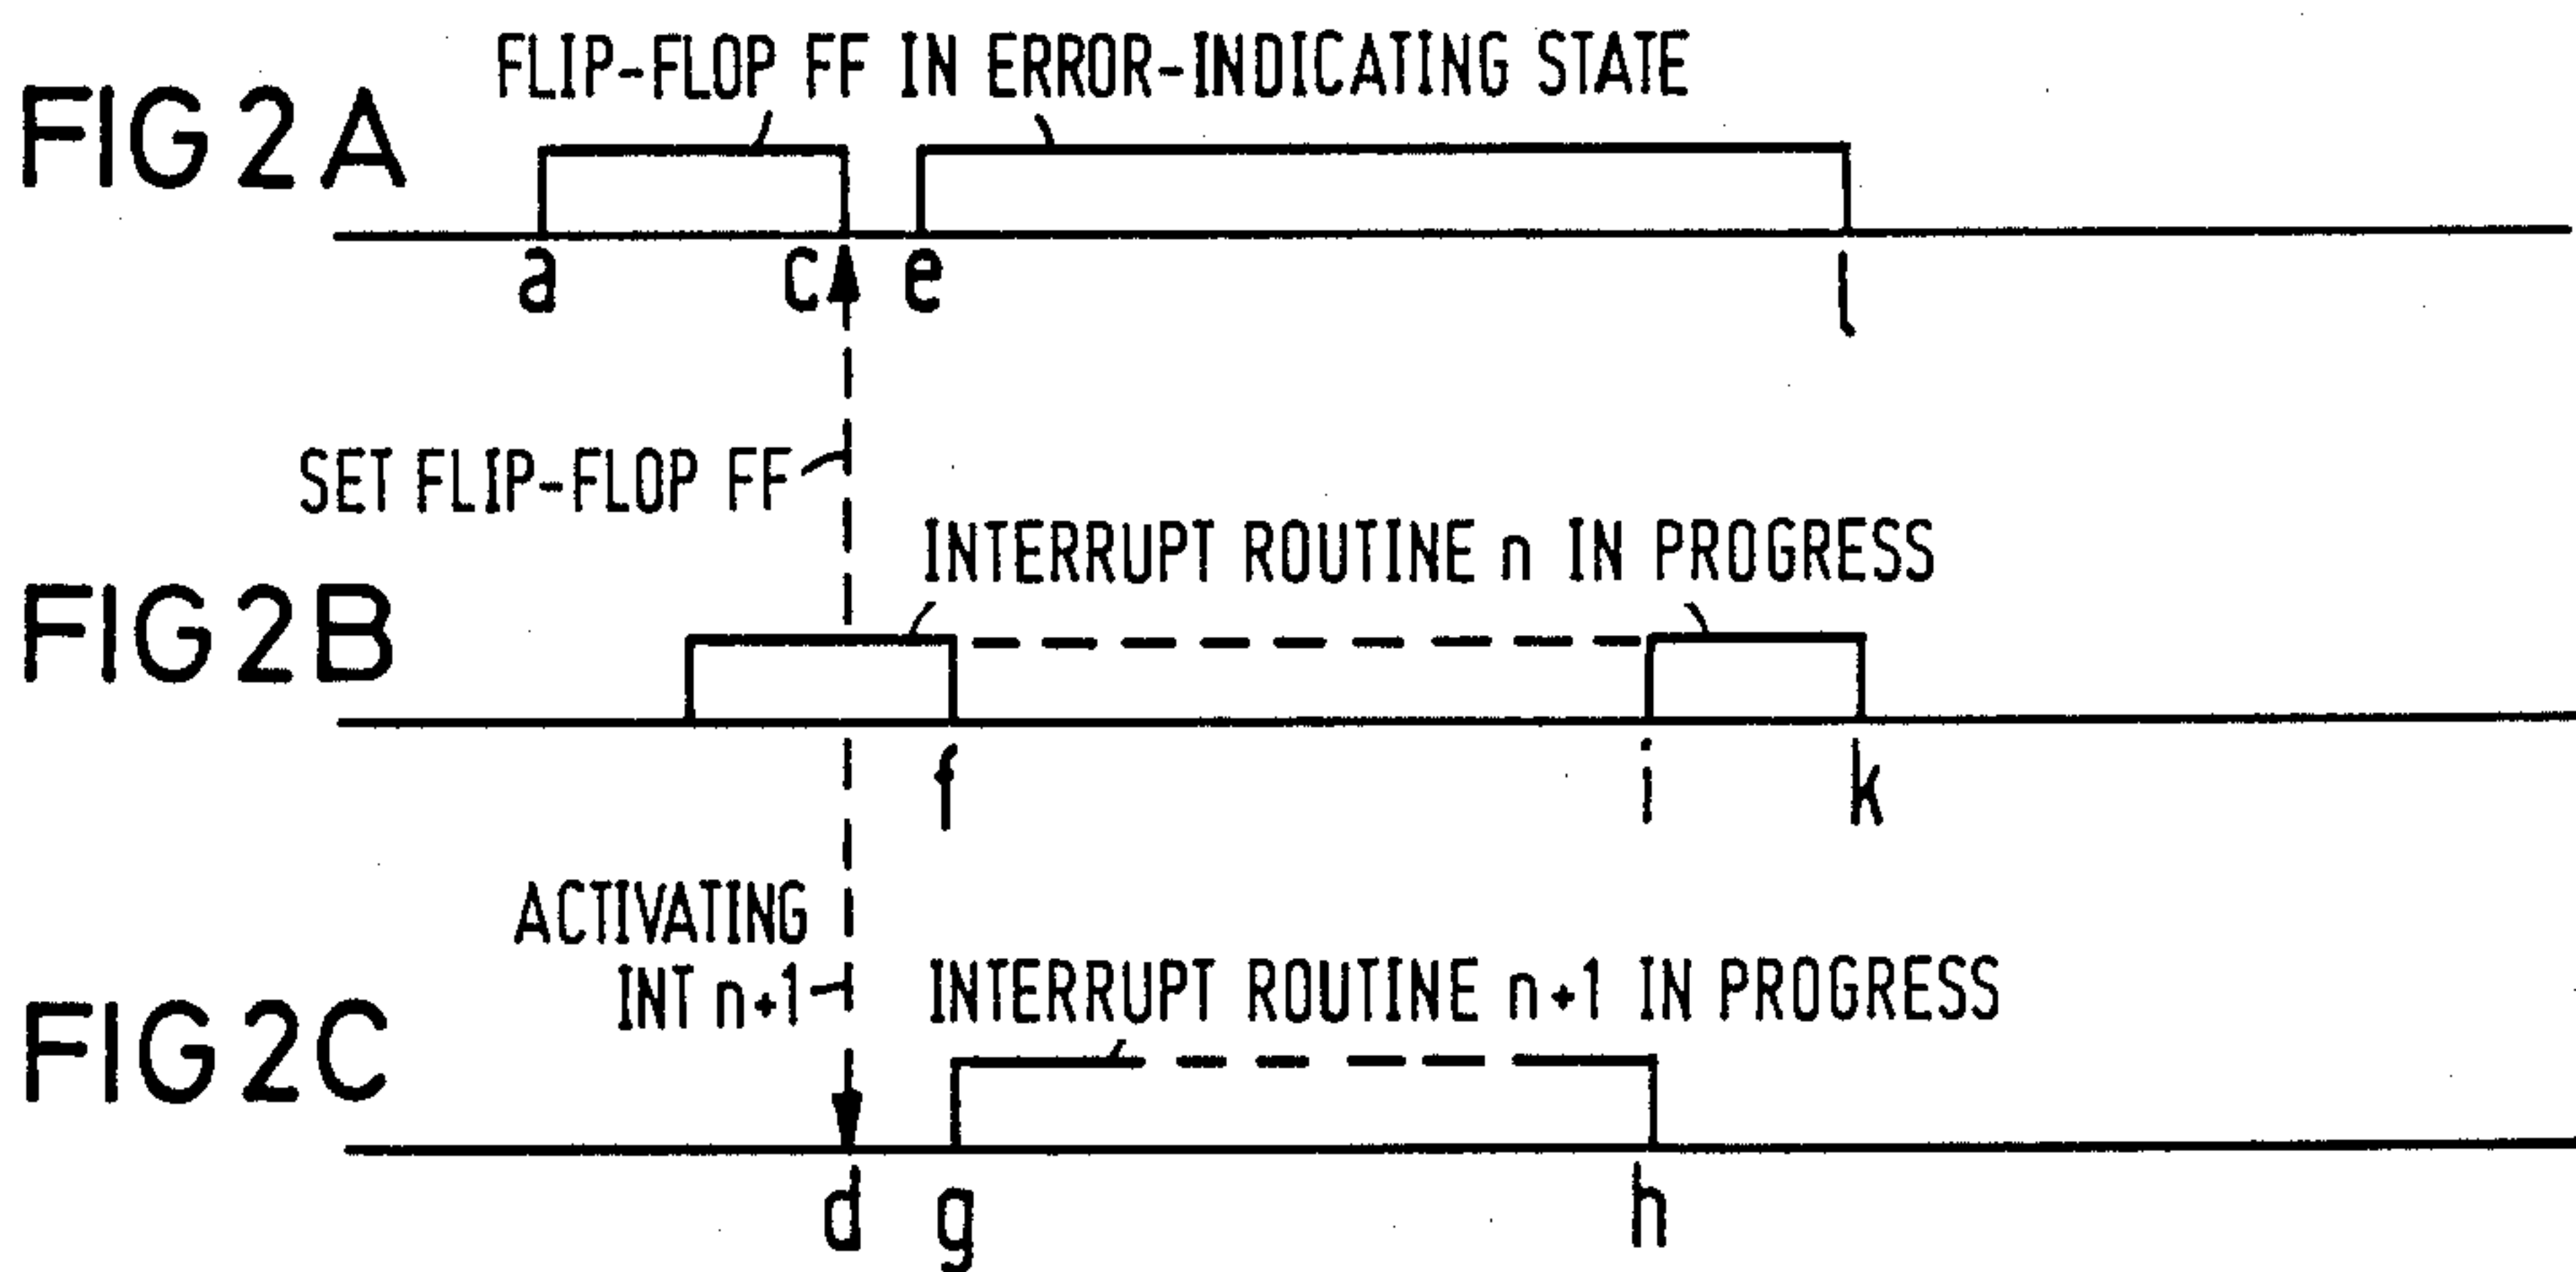 FLIP-FLOP FF IN ERROR-INDICATING STATE
FIG 2A
a c e l
SET FLIP-FLOP FF
INTERRUPT ROUTINE n IN PROGRESS
FIG 2B
f i k
ACTIVATING
INT n+1
INTERRUPT ROUTINE n+1 IN PROGRESS
FIG 2C
d g h